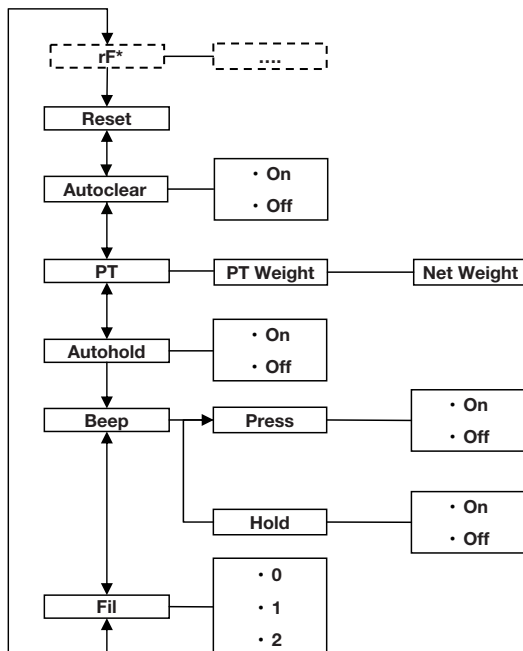 rF* ....
Reset
Autoclear
• On
• Off
PT PT Weight Net Weight
Autohold
• On
• Off
Beep Press
• On
• Off
Hold
• On
• Off
Fil
• 0
• 1
• 2